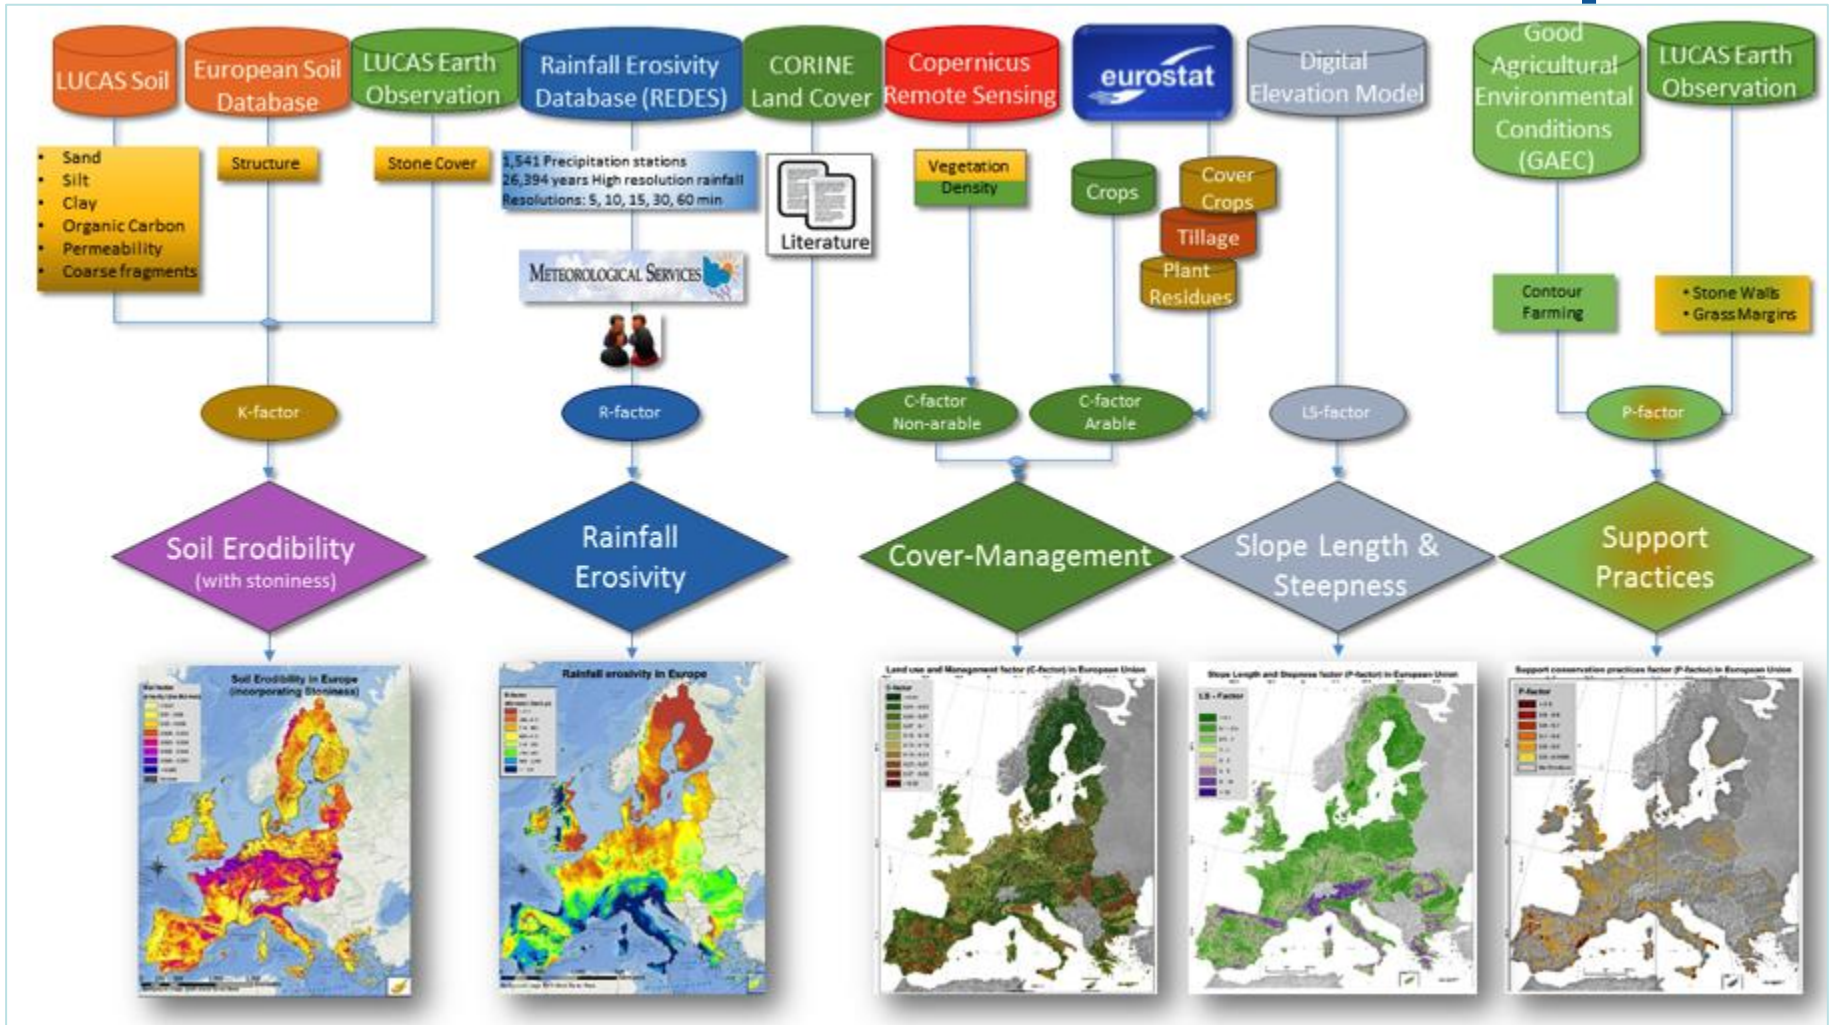 LUCAS Soil
European Soil
Database
LUCAS Earth
Observation
Rainfall Erosivity
Database (REDES)
CORINE
Land Cover
Copernicus
Remote Sensing
eurostat
Digital
Elevation Model
Good
Agricultural
Environmental
Conditions
(GAEC)
LUCAS Earth
Observation
• Sand
• Silt
• Clay
• Organic Carbon
• Permeability
• Coarse fragments
Structure
Stone Cover
1,541 Precipitation stations
26,394 years High resolution rainfall
Resolutions: 5, 10, 15, 30, 60 min
METEOROLOGICAL SERVICES
Literature
Vegetation
Density
Crops
Cover
Crops
Tillage
Plant
Residues
Contour
Farming
• Stone Walls
• Grass Margins
K-factor
R-factor
C-factor
Non-arable
C-factor
Arable
LS-factor
P-factor
Soil Erodibility
(with stoniness)
Rainfall
Erosivity
Cover-Management
Slope Length &
Steepness
Support
Practices
Soil Erodibility in Europe
(incorporating Stoniness)
Rainfall erosivity in Europe
Land use and Management factor (C-factor) in European Union
Slope Length and Steepness factor (P-factor) in European Union
LS - Factor
Support conservation practices factor (P-factor) in European Union
P-factor